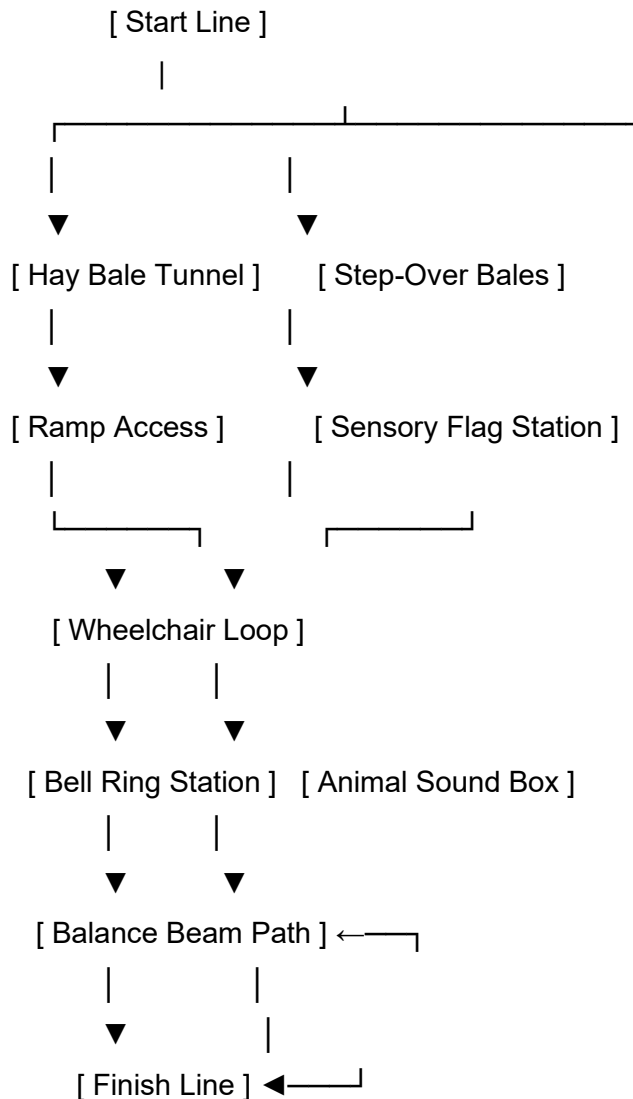 [ Start Line ]
[ Hay Bale Tunnel ] [ Step-Over Bales ]
[ Ramp Access ] [ Sensory Flag Station ]
[ Wheelchair Loop ]
[ Bell Ring Station ] [ Animal Sound Box ]
[ Balance Beam Path ]
[ Finish Line ]